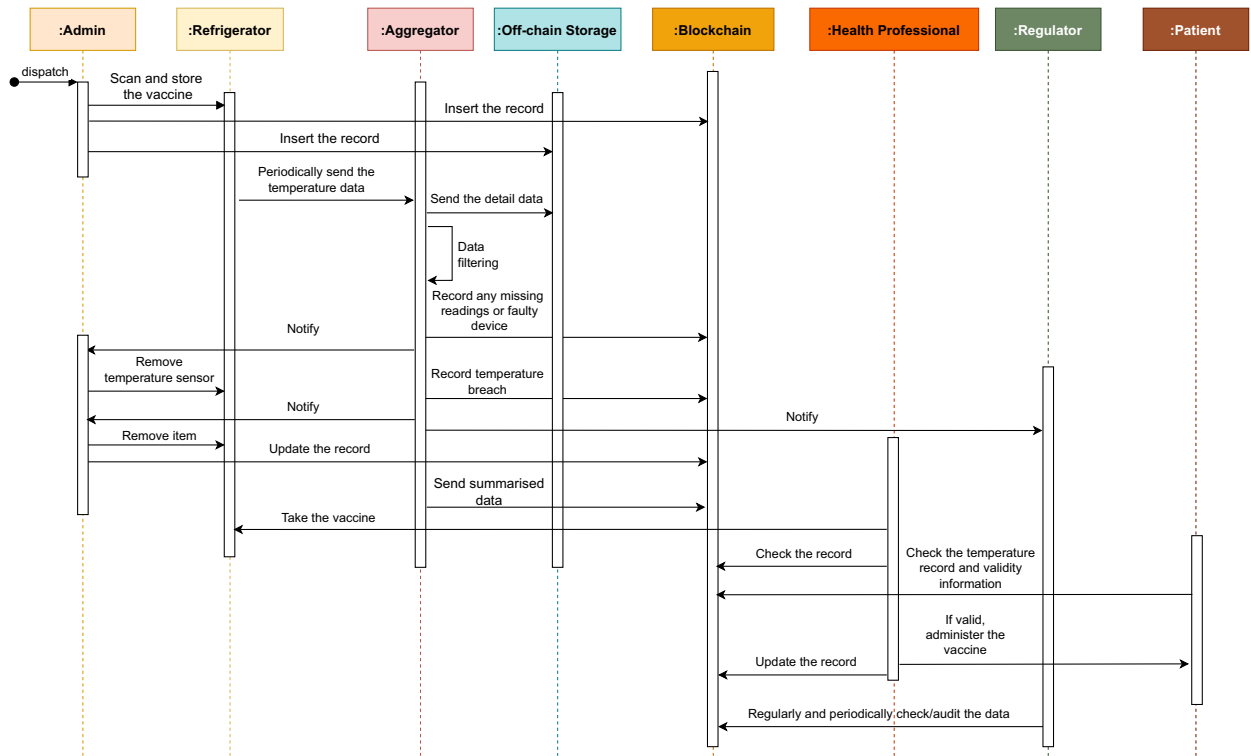 :Admin
:Refrigerator
:Aggregator
:Off-chain Storage
:Blockchain
:Health Professional
:Regulator
:Patient
dispatch
Scan and store
the vaccine
Insert the record
Insert the record
Periodically send the
temperature data
Send the detail data
Data
filtering
Record any missing
readings or faulty
device
Notify
Remove
temperature sensor
Record temperature
breach
Notify
Notify
Remove item
Update the record
Send summarised
data
Take the vaccine
Check the record
Check the temperature
record and validity
information
If valid,
administer the
vaccine
Update the record
Regularly and periodically check/audit the data